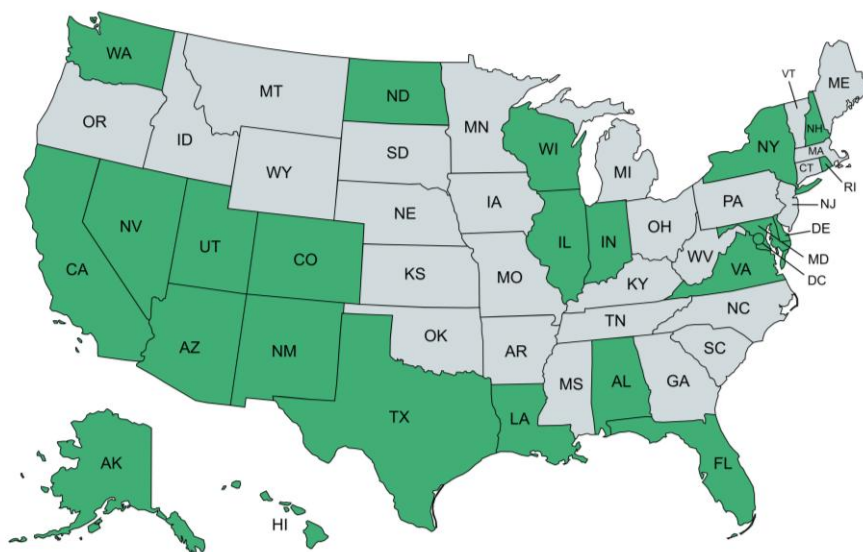 WA
MT
ND
MN
VT
ME
OR
ID
SD
WI
NH
NY
MA
WY
MI
CT
RI
IA
PA
NJ
NE
NV
OH
DE
UT
IL
IN
CA
CO
WV
MD
VA
KS
MO
KY
DC
NC
TN
AZ
OK
NM
AR
SC
MS
AL
GA
TX
LA
AK
FL
HI